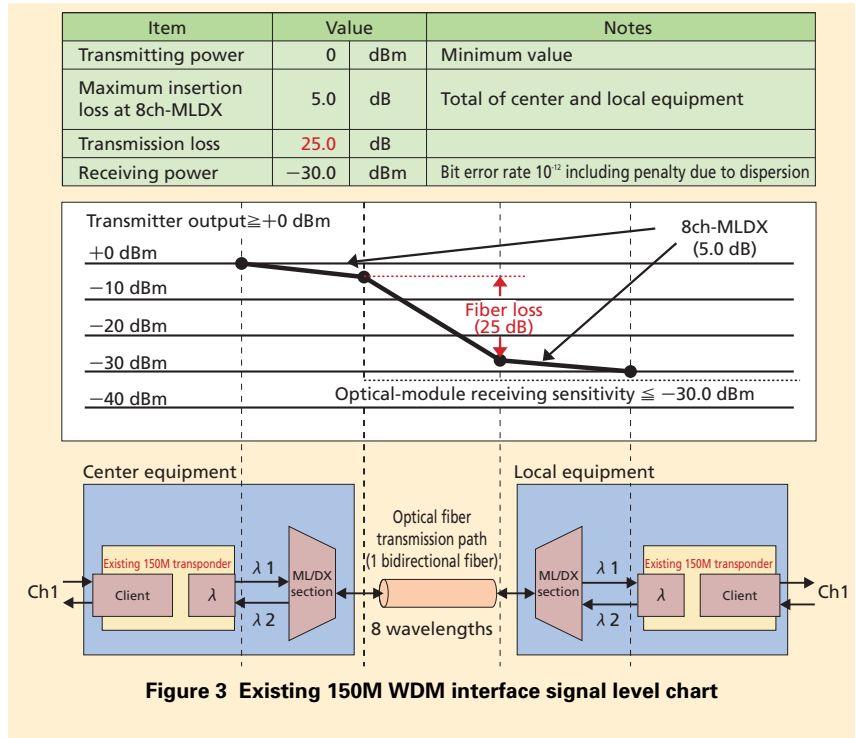 Item Value Notes
Transmitting power 0 dBm Minimum value
Maximum insertion
loss at 8ch-MLDX 5.0 dB Total of center and local equipment
Transmission loss 25.0 dB
Receiving power −30.0 dBm Bit error rate 10⁻¹² including penalty due to dispersion
Transmitter output≧+0 dBm
8ch-MLDX
(5.0 dB)
+0 dBm
−10 dBm
Fiber loss
(25 dB)
−20 dBm
−30 dBm
Optical-module receiving sensitivity ≦ −30.0 dBm
−40 dBm
Center equipment
Local equipment
Optical fiber
transmission path
(1 bidirectional fiber)
Existing 150M transponder
Ch1
Client
λ
λ 1
λ 2
ML/DX
section
8 wavelengths
ML/DX
section
λ 1
λ 2
Existing 150M transponder
λ
Client
Ch1
Figure 3 Existing 150M WDM interface signal level chart